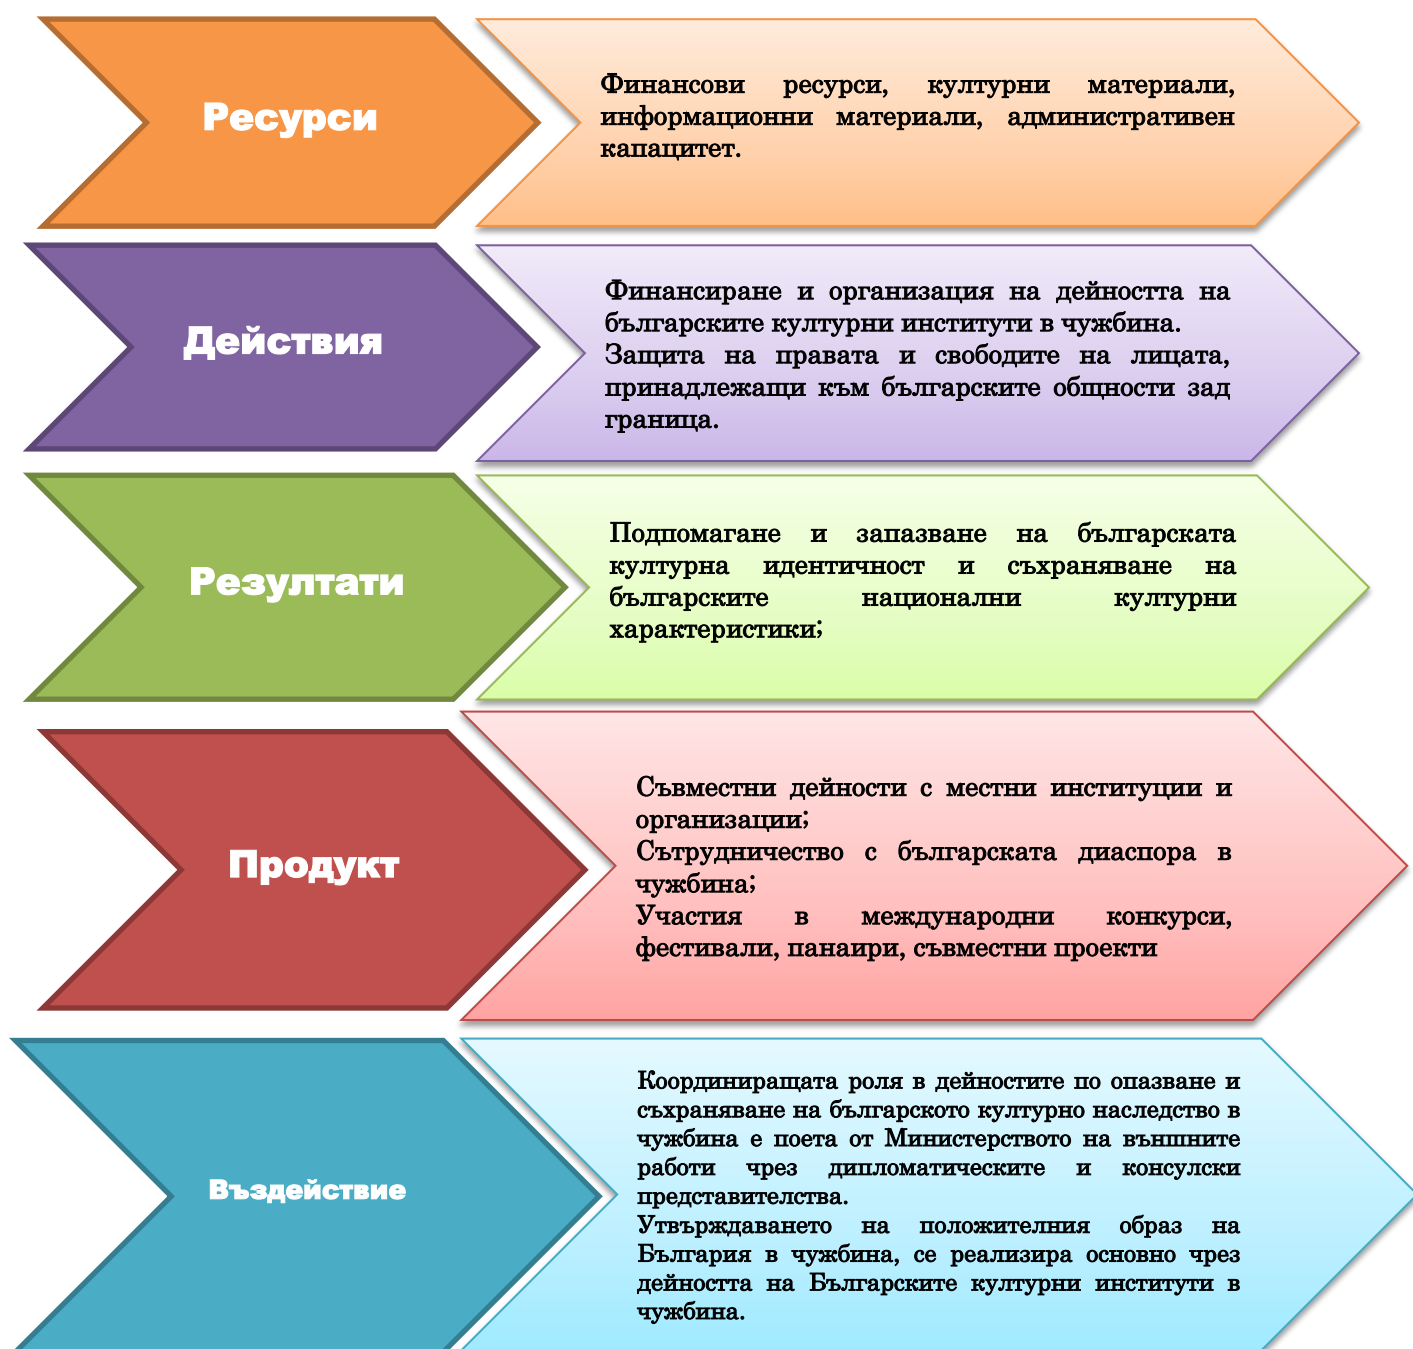 Ресурси
Финансови ресурси, културни материали,
информационни материали, административен
капацитет.
Действия
Финансиране и организация на дейността на
българските културни институти в чужбина.
Защита на правата и свободите на лицата,
принадлежащи към българските общности зад
граница.
Резултати
Подпомагане и запазване на българската
културна идентичност и съхраняване на
българските национални културни
характеристики;
Продукт
Съвместни дейности с местни институции и
организации;
Сътрудничество с българската диаспора в
чужбина;
Участия в международни конкурси,
фестивали, панаири, съвместни проекти
Въздействие
Координиращата роля в дейностите по опазване и
съхраняване на българското културно наследство в
чужбина е поета от Министерството на външните
работи чрез дипломатическите и консулски
представителства.
Утвърждаването на положителния образ на
България в чужбина, се реализира основно чрез
дейността на Българските културни институти в
чужбина.